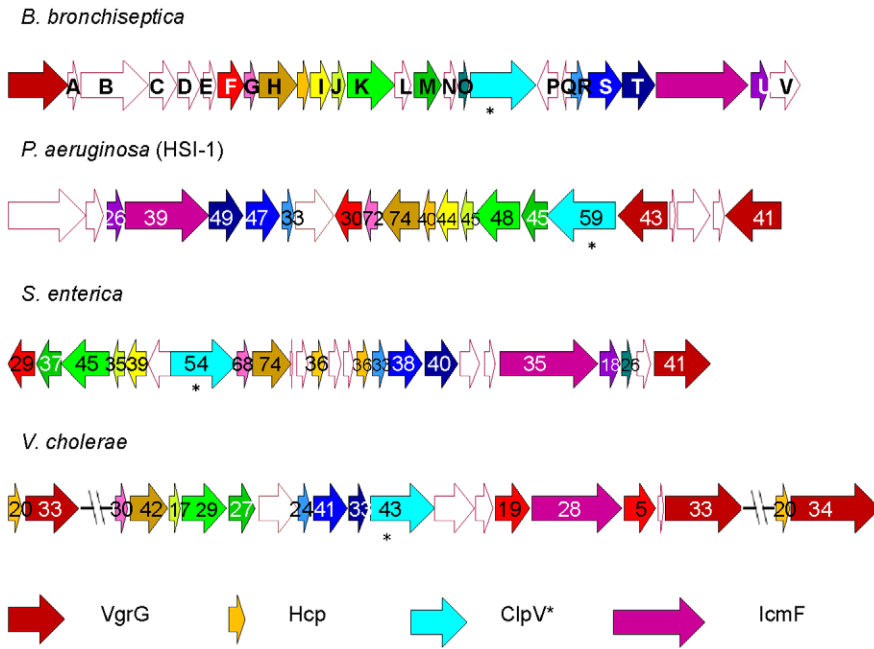 B. bronchiseptica
A B C D E F G H I J K L M N O P Q R S T U V
*
P. aeruginosa (HSI-1)
26 39 49 47 33 30 72 74 40 44 45 48 45 59 43 41
*
S. enterica
29 37 45 35 39 54 68 74 36 36 33 38 40 35 18 26 41
*
V. cholerae
20 33 30 42 17 29 27 24 41 33 43 19 28 5 33 20 34
*
VgrG Hcp ClpV* IcmF